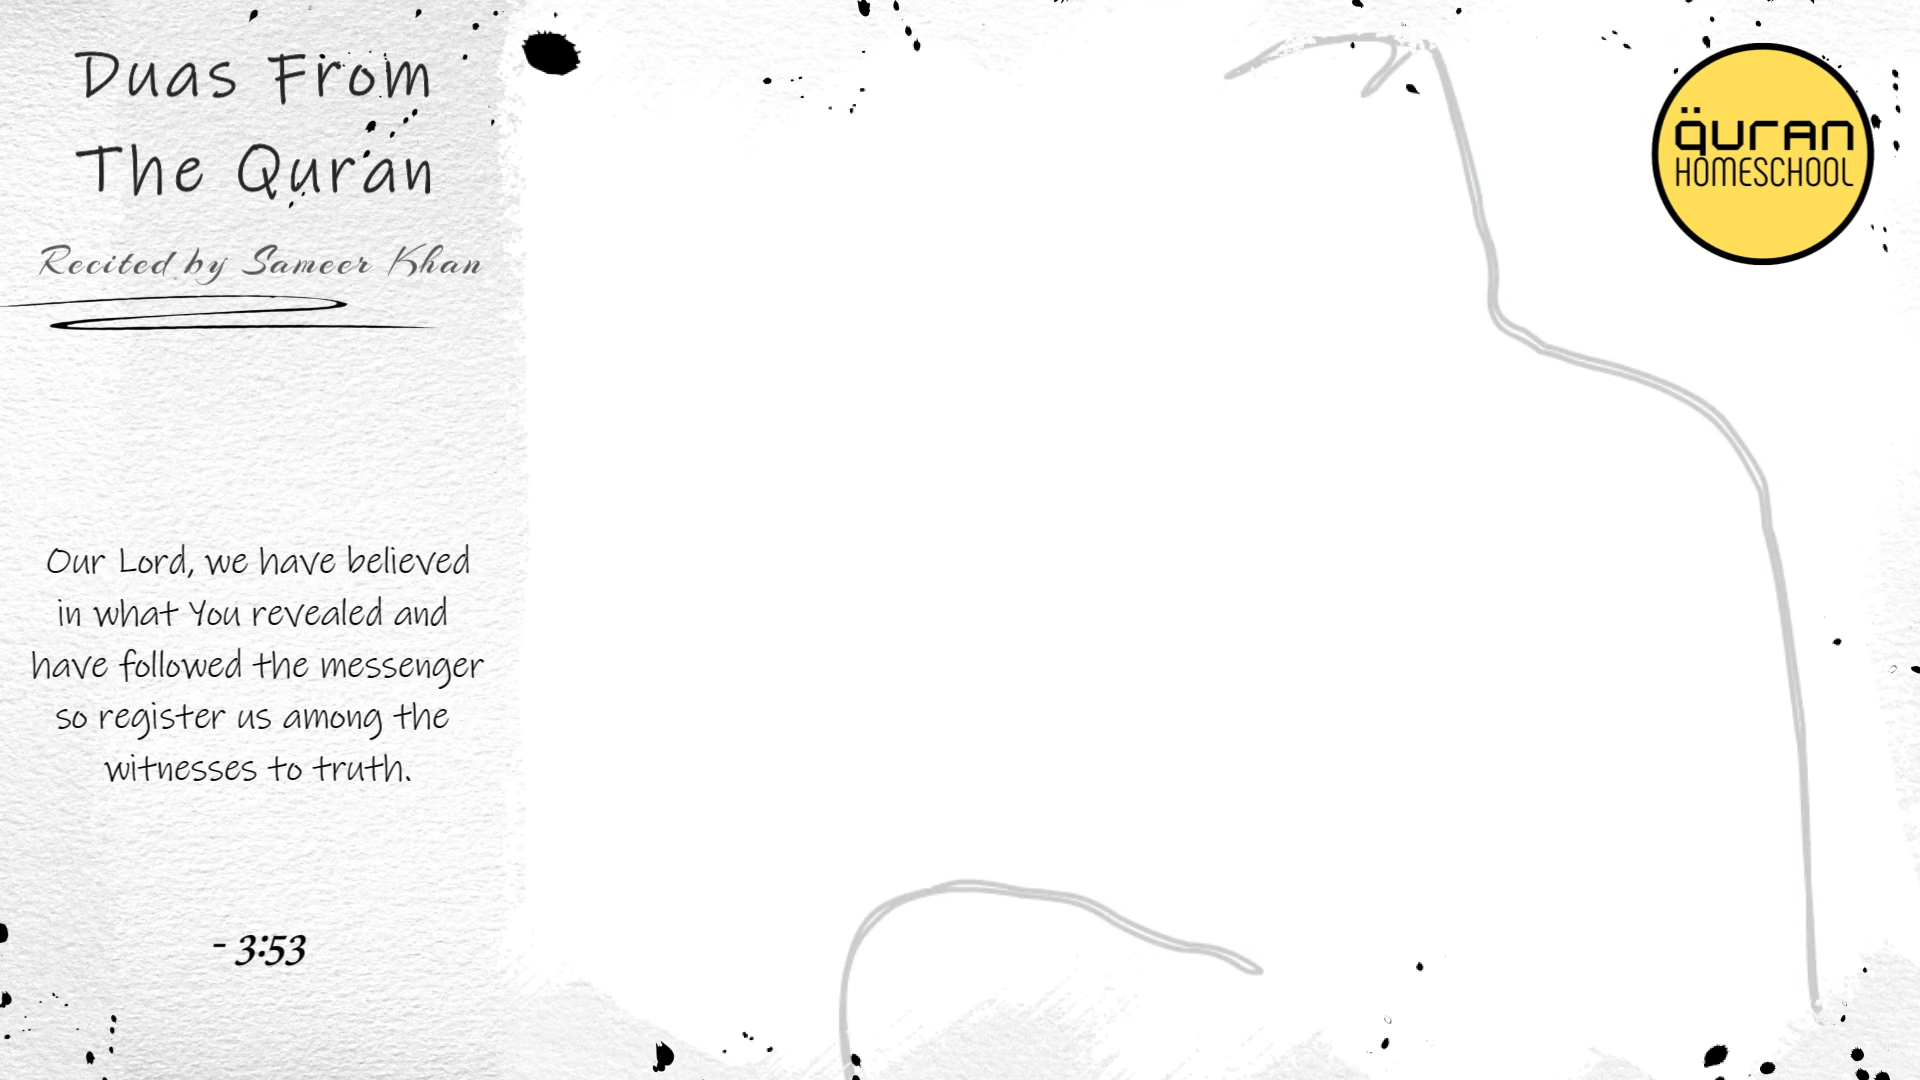 Duas From
The Quran
Recited by Sameer Khan
Our Lord, we have believed
in what You revealed and
have followed the messenger
so register us among the
witnesses to truth.
- 3:53
quran
HOMESCHOOL